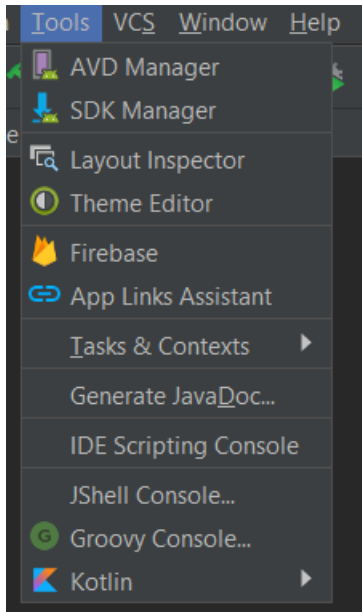 Tools VCS Window Help
AVD Manager
SDK Manager
Layout Inspector
Theme Editor
Firebase
App Links Assistant
Tasks & Contexts
Generate JavaDoc...
IDE Scripting Console
JShell Console...
G Groovy Console...
Kotlin